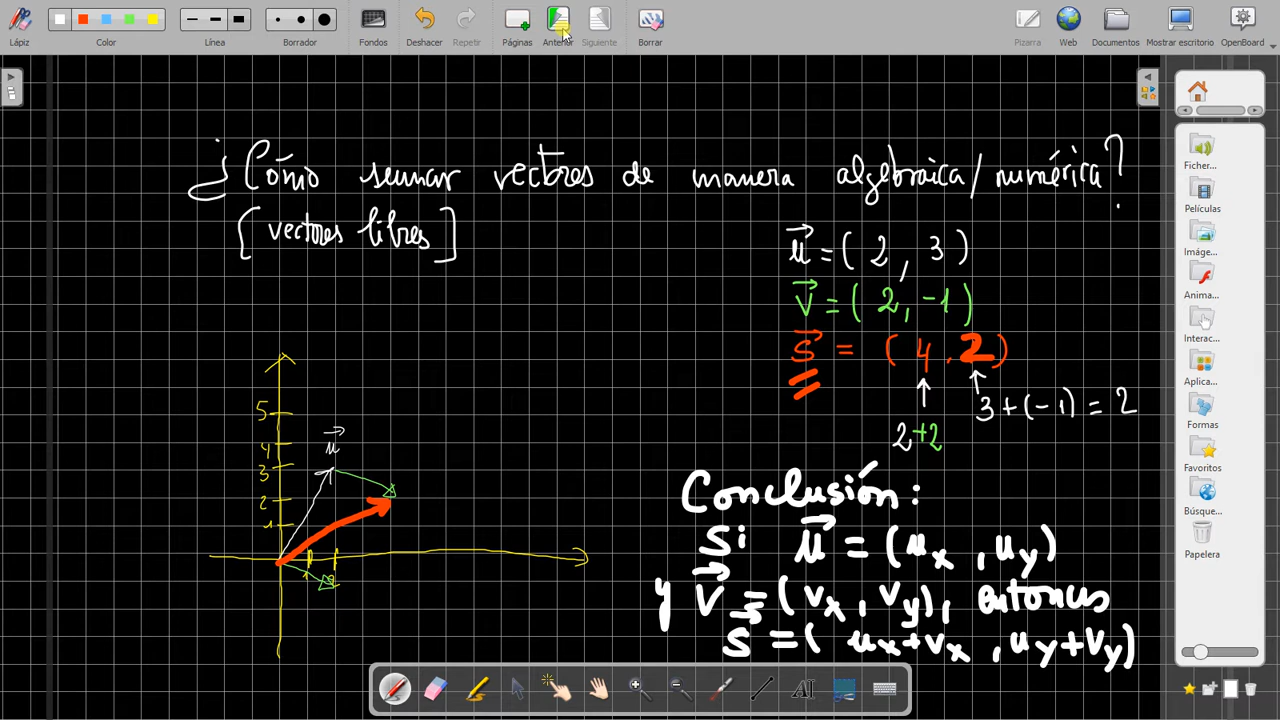 Lápiz Color Línea Borrador Fondos Deshacer Repetir Páginas Anterior Siguiente Borrar Pizarra Web Documentos Mostrar escritorio OpenBoard
¿Cómo sumar vectores de manera algebraica/numérica?
[vectores libres]
u = (2, 3)
v = (2, -1)
s = (4, 2)
3+(-1) = 2
2+2
5
4
3
2
1
u
1 2
Conclusión:
Si u = (ux, uy)
y v = (vx, vy), entonces
s = (ux+vx, uy+vy)
Ficher...
Películas
Imáge...
Anima...
Interac...
Aplica...
Formas
Favoritos
Búsque...
Papelera
AI